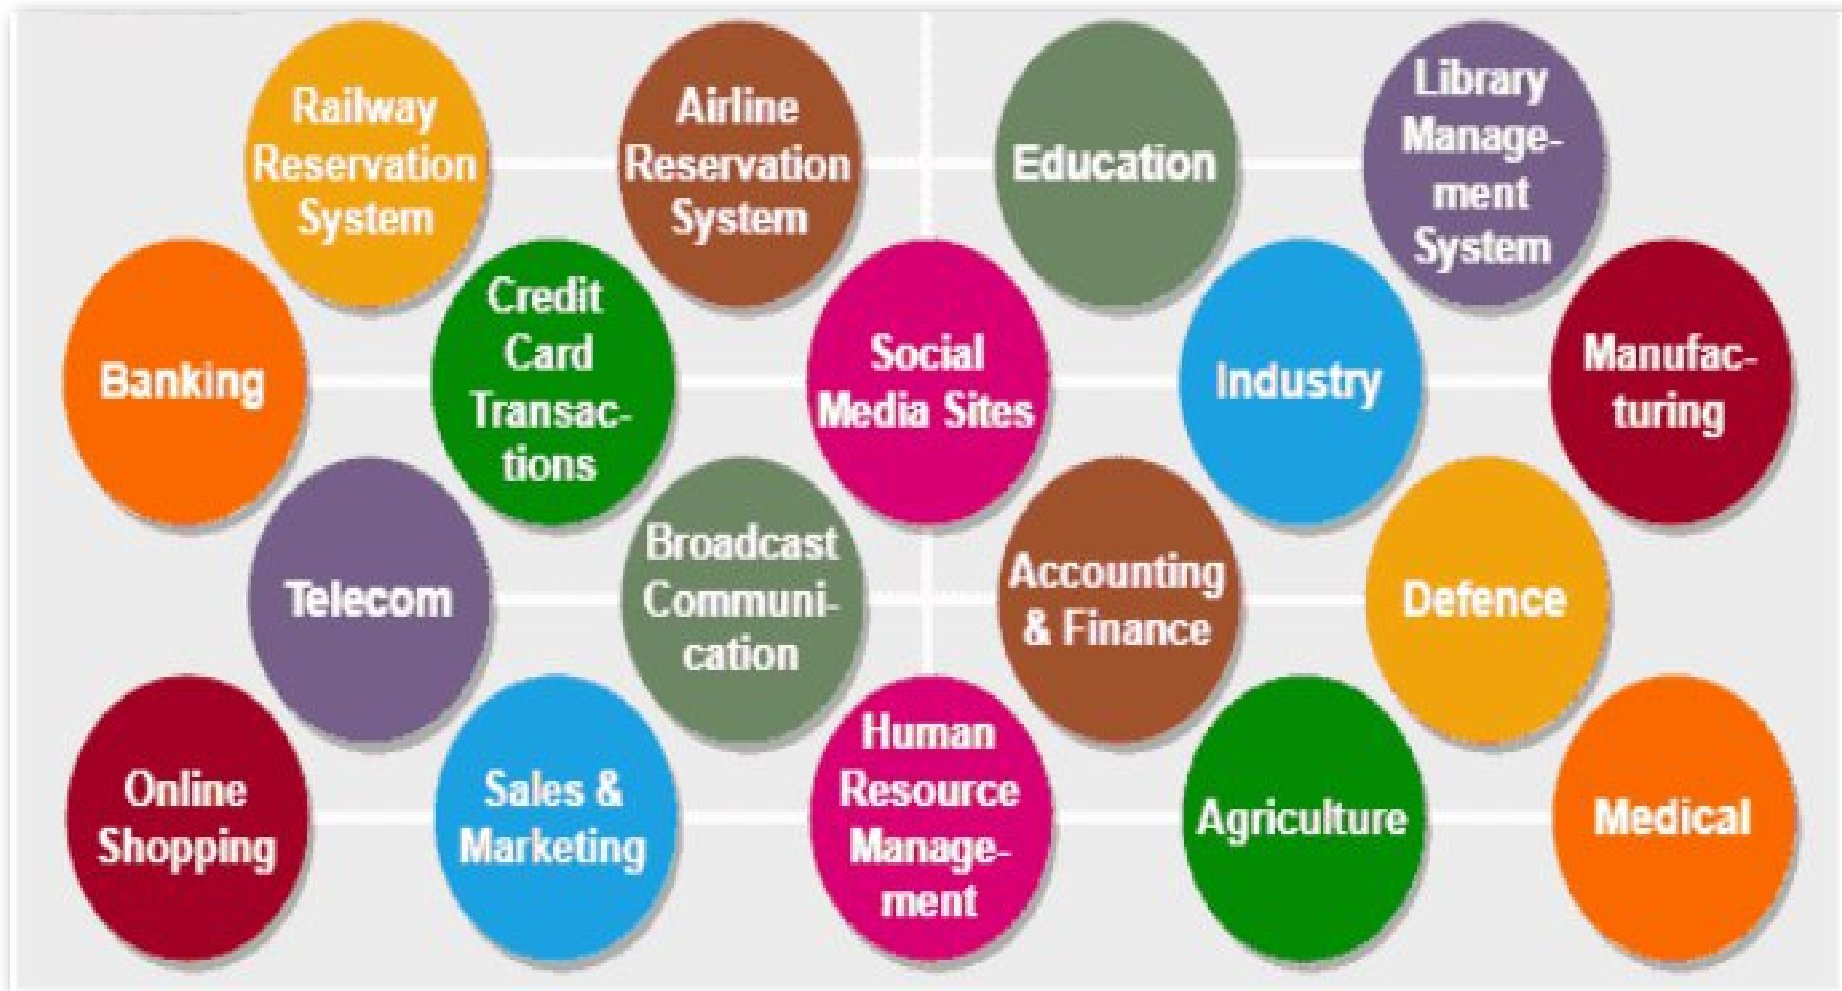 Railway
Reservation
System
Airline
Reservation
System
Education
Library
Manage-
ment
System
Banking
Credit
Card
Transac-
tions
Social
Media Sites
Industry
Manufac-
turing
Telecom
Broadcast
Communi-
cation
Accounting
& Finance
Defence
Online
Shopping
Sales &
Marketing
Human
Resource
Manage-
ment
Agriculture
Medical